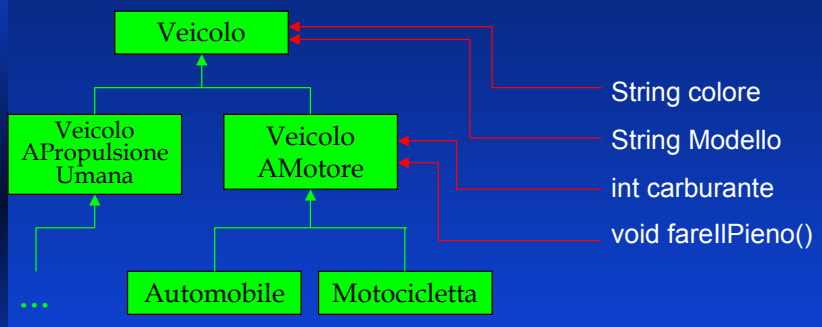 Veicolo
String colore
Veicolo
APropulsione
Umana
Veicolo
AMotore
String Modello
int carburante
void fareIlPieno()
...
Automobile
Motocicletta